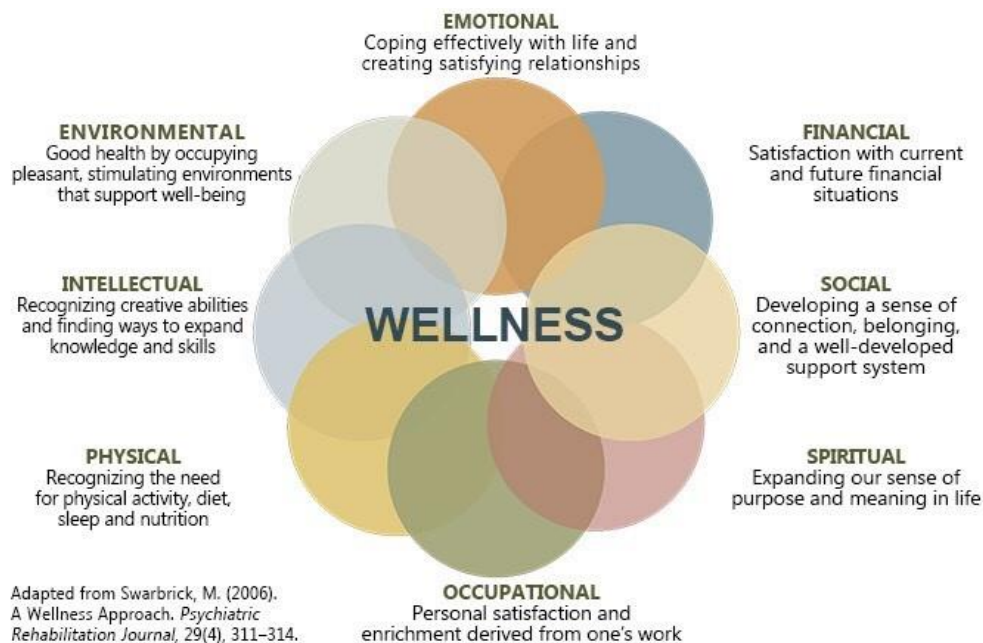 EMOTIONAL
Coping effectively with life and
creating satisfying relationships
ENVIRONMENTAL
Good health by occupying
pleasant, stimulating environments
that support well-being
FINANCIAL
Satisfaction with current
and future financial
situations
INTELLECTUAL
Recognizing creative abilities
and finding ways to expand
knowledge and skills
WELLNESS
SOCIAL
Developing a sense of
connection, belonging,
and a well-developed
support system
PHYSICAL
Recognizing the need
for physical activity, diet,
sleep and nutrition
SPIRITUAL
Expanding our sense of
purpose and meaning in life
OCCUPATIONAL
Personal satisfaction and
enrichment derived from one's work
Adapted from Swarbrick, M. (2006).
A Wellness Approach. Psychiatric
Rehabilitation Journal, 29(4), 311–314.